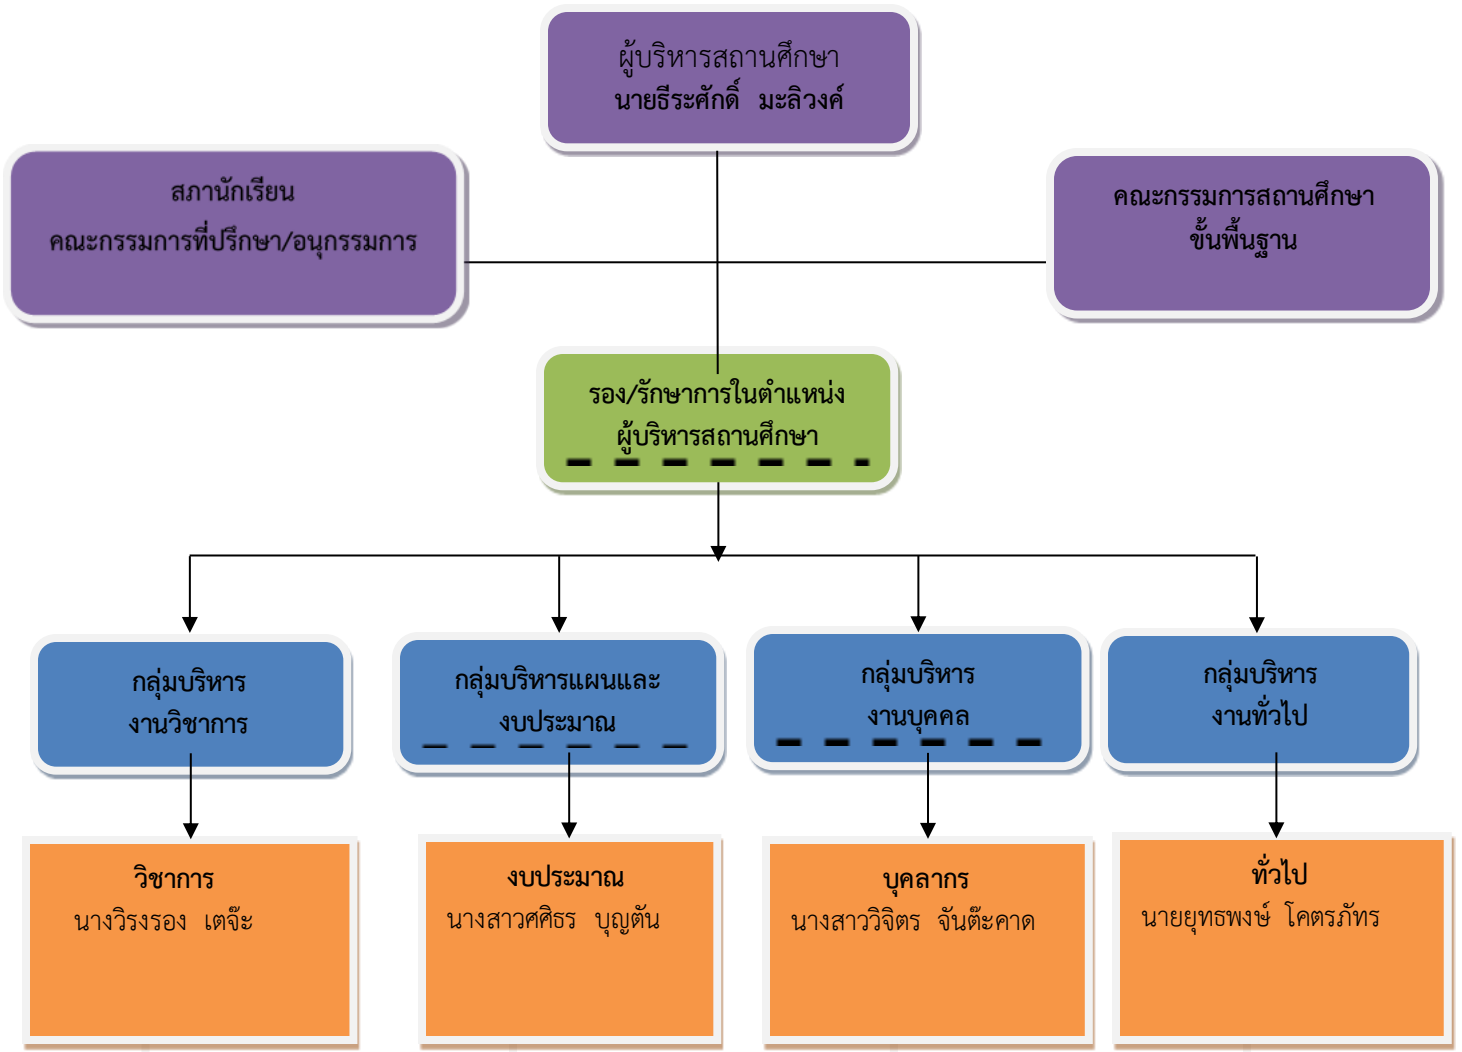 ผู้บริหารสถานศึกษา
นายธีระศักดิ์ มะลิวงค์
สภานักเรียน
คณะกรรมการที่ปรึกษา/อนุกรรมการ
คณะกรรมการสถานศึกษา
ขั้นพื้นฐาน
รอง/รักษาการในตำแหน่ง
ผู้บริหารสถานศึกษา
กลุ่มบริหาร
งานวิชาการ
กลุ่มบริหารแผนและ
งบประมาณ
กลุ่มบริหาร
งานบุคคล
กลุ่มบริหาร
งานทั่วไป
วิชาการ
นางวิรงรอง เตจ๊ะ
งบประมาณ
นางสาวศศิธร บุญตัน
บุคลากร
นางสาววิจิตร จันต๊ะคาด
ทั่วไป
นายยุทธพงษ์ โคตรภัทร